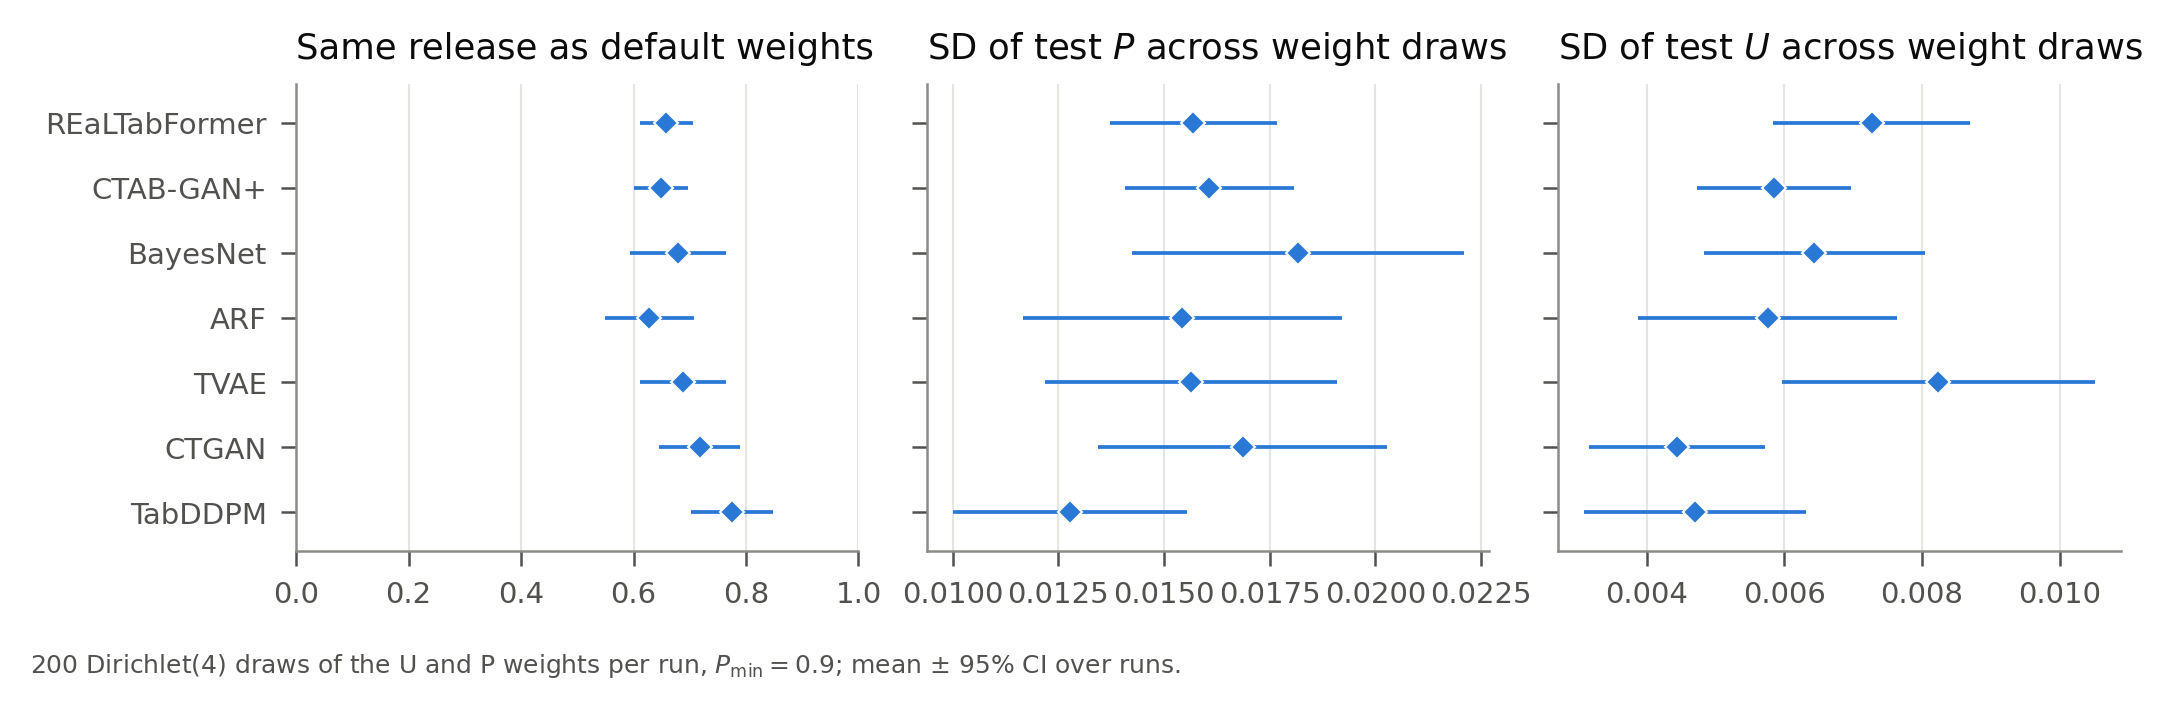 Same release as default weights
SD of test P across weight draws
SD of test U across weight draws
REaLTabFormer
CTAB-GAN+
BayesNet
ARF
TVAE
CTGAN
TabDDPM
0.0 0.2 0.4 0.6 0.8 1.0
0.0100 0.0125 0.0150 0.0175 0.0200 0.0225
0.004 0.006 0.008 0.010
200 Dirichlet(4) draws of the U and P weights per run, P_min = 0.9; mean ± 95% CI over runs.